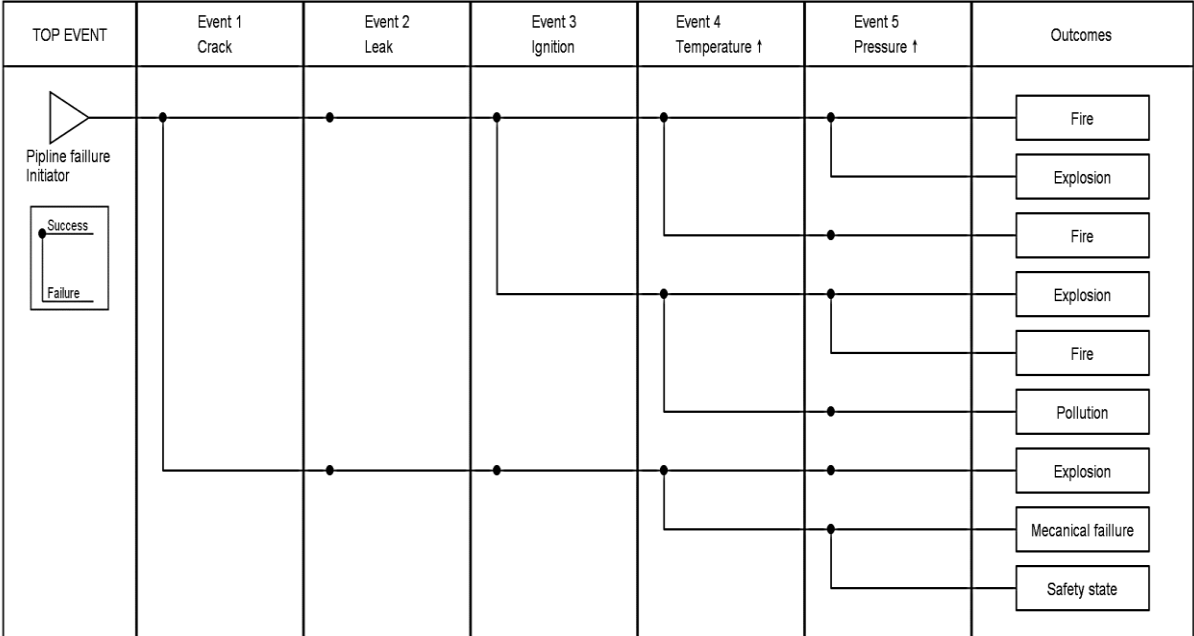 TOP EVENT
Event 1
Crack
Event 2
Leak
Event 3
Ignition
Event 4
Temperature ↑
Event 5
Pressure ↑
Outcomes
Pipline faillure
Initiator
Success
Failure
Fire
Explosion
Fire
Explosion
Fire
Pollution
Explosion
Mecanical faillure
Safety state